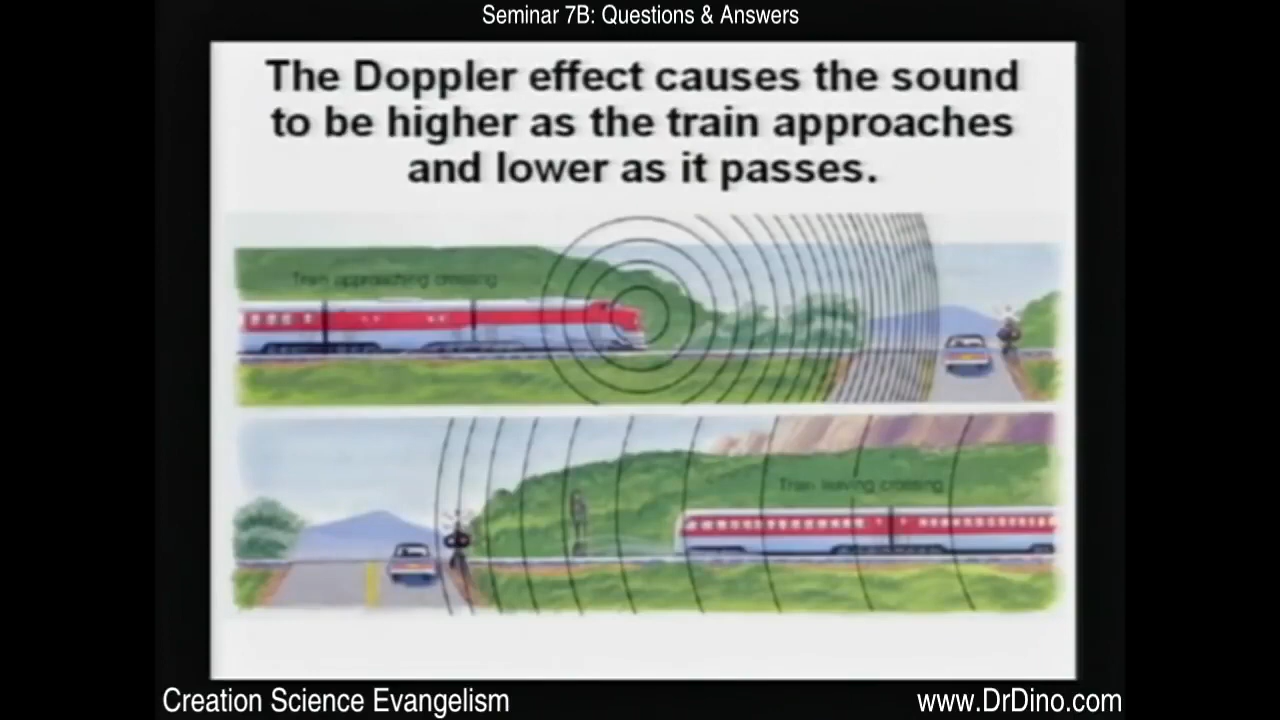 Seminar 7B: Questions & Answers
The Doppler effect causes the sound
to be higher as the train approaches
and lower as it passes.
Train approaching crossing
Train leaving crossing
Creation Science Evangelism
www.DrDino.com